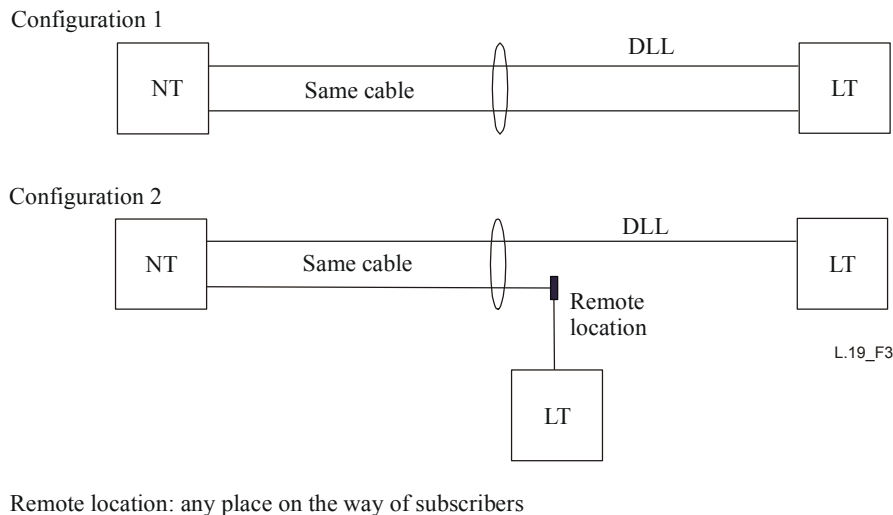 Configuration 1
DLL
NT
Same cable
LT
Configuration 2
DLL
NT
Same cable
LT
Remote
location
L.19_F3
LT
Remote location: any place on the way of subscribers